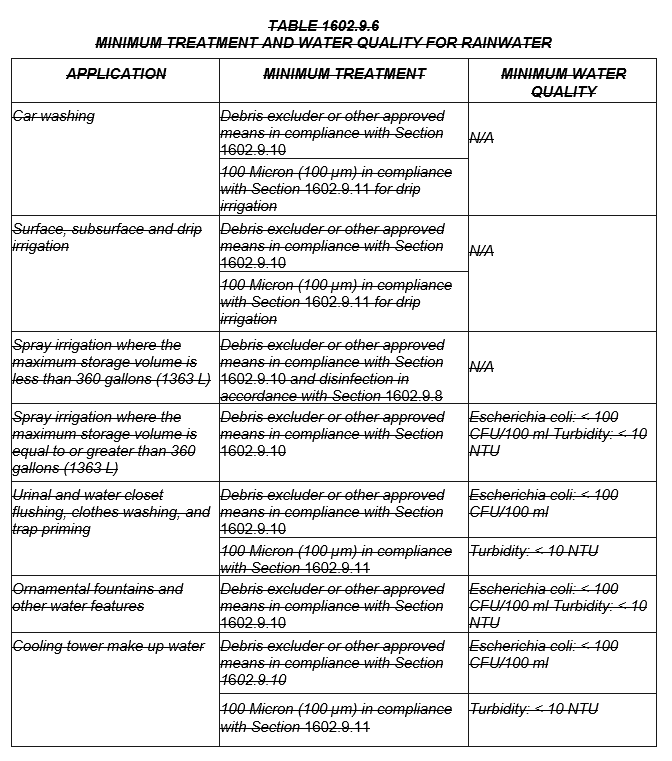 TABLE 1602.9.6
MINIMUM TREATMENT AND WATER QUALITY FOR RAINWATER
APPLICATION
MINIMUM TREATMENT
MINIMUM WATER
QUALITY
Car washing
Debris excluder or other approved
means in compliance with Section
1602.9.10
N/A
100 Micron (100 µm) in compliance
with Section 1602.9.11 for drip
irrigation
Surface, subsurface and drip
irrigation
Debris excluder or other approved
means in compliance with Section
1602.9.10
N/A
100 Micron (100 µm) in compliance
with Section 1602.9.11 for drip
irrigation
Spray irrigation where the
maximum storage volume is
less than 360 gallons (1363 L)
Debris excluder or other approved
means in compliance with Section
1602.9.10 and disinfection in
accordance with Section 1602.9.8
N/A
Spray irrigation where the
maximum storage volume is
equal to or greater than 360
gallons (1363 L)
Debris excluder or other approved
means in compliance with Section
1602.9.10
Escherichia coli: < 100
CFU/100 ml Turbidity: < 10
NTU
Urinal and water closet
flushing, clothes washing, and
trap priming
Debris excluder or other approved
means in compliance with Section
1602.9.10
Escherichia coli: < 100
CFU/100 ml
100 Micron (100 µm) in compliance
with Section 1602.9.11
Turbidity: < 10 NTU
Ornamental fountains and
other water features
Debris excluder or other approved
means in compliance with Section
1602.9.10
Escherichia coli: < 100
CFU/100 ml Turbidity: < 10
NTU
Cooling tower make up water
Debris excluder or other approved
means in compliance with Section
1602.9.10
Escherichia coli: < 100
CFU/100 ml
100 Micron (100 µm) in compliance
with Section 1602.9.11
Turbidity: < 10 NTU